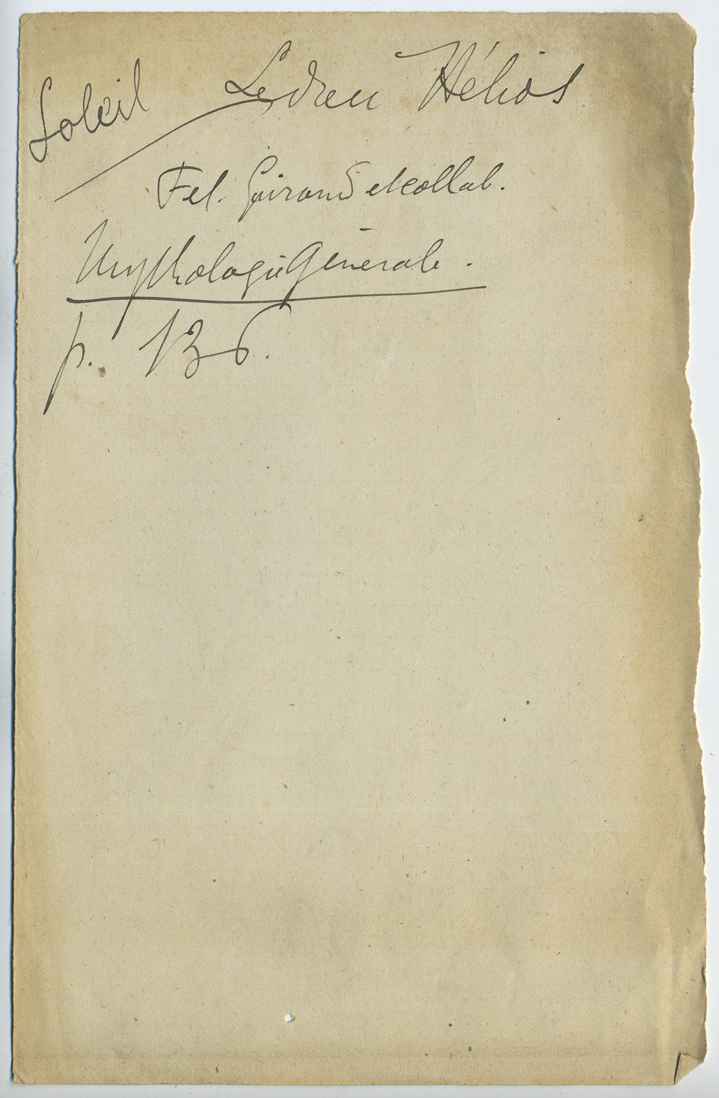 Soleil Le dieu Hélios
Fel. Guirand et collab.
Mythologie Générale.
p. 136.